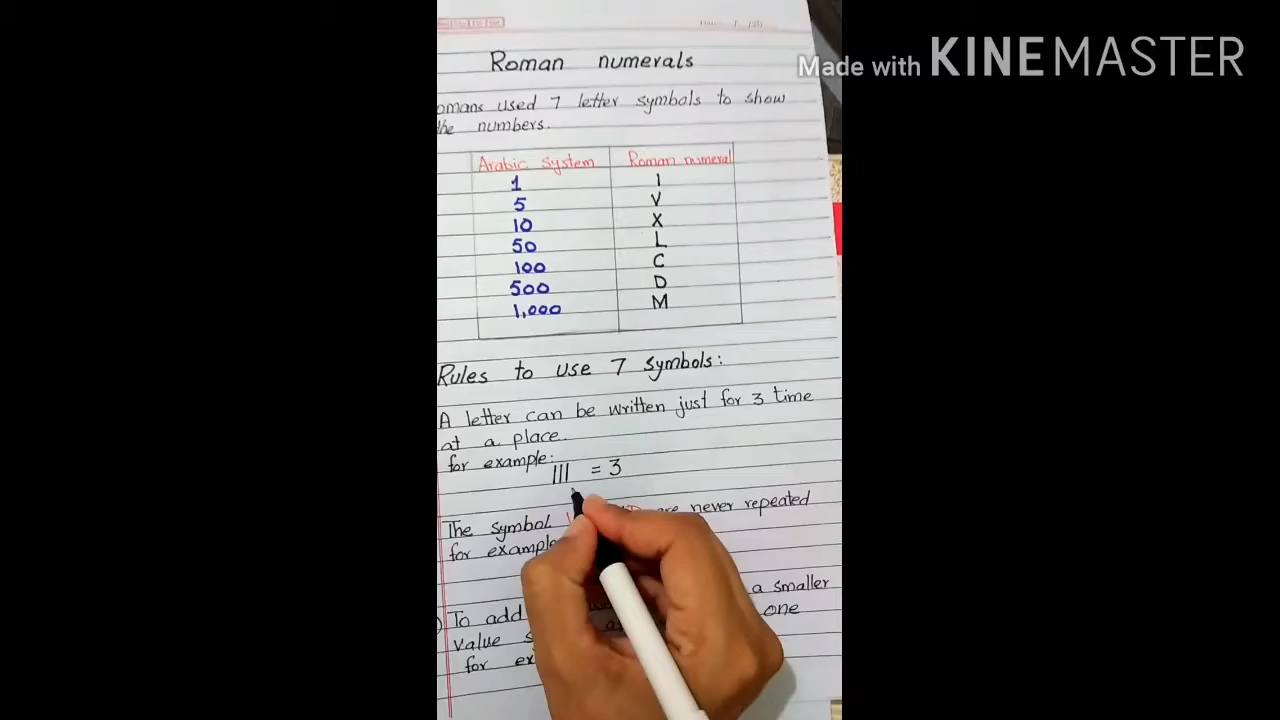 Made with KINEMASTER
Roman numerals
omans used 7 letter symbols to show
the numbers.
Arabic System Roman numeral
1 I
5 V
10 X
50 L
100 C
500 D
1,000 M
Rules to use 7 symbols:
A letter can be written just for 3 time
at a place.
for example:
III = 3
The symbol are never repeated
for example
To add a smaller
value one
for ex